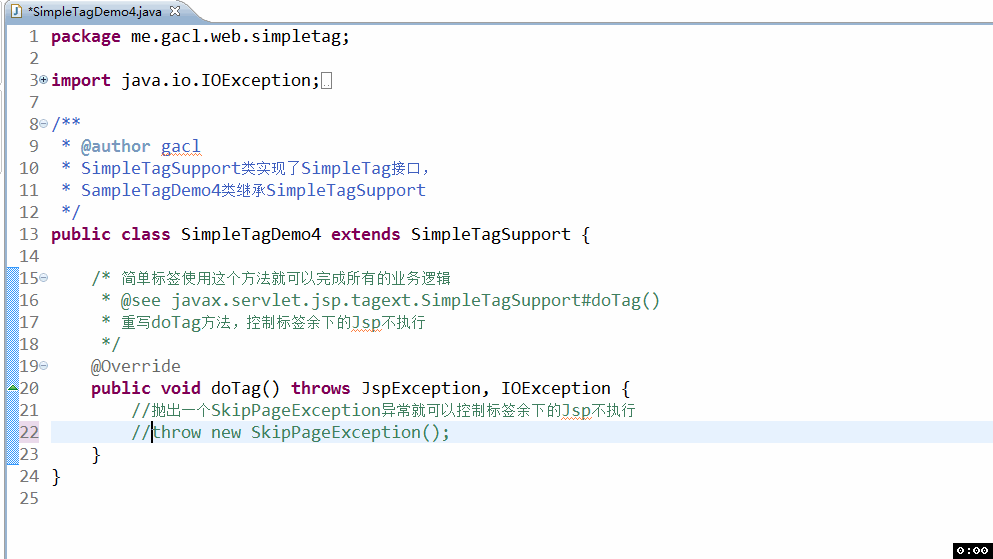 *SimpleTagDemo4.java
1 package me.gacl.web.simpletag;
2
3 import java.io.IOException;
7
8 /**
9 * @author gacl
10 * SimpleTagSupport类实现了SimpleTag接口，
11 * SampleTagDemo4类继承SimpleTagSupport
12 */
13 public class SimpleTagDemo4 extends SimpleTagSupport {
14
15 /* 简单标签使用这个方法就可以完成所有的业务逻辑
16 * @see javax.servlet.jsp.tagext.SimpleTagSupport#doTag()
17 * 重写doTag方法，控制标签余下的Jsp不执行
18 */
19 @Override
20 public void doTag() throws JspException, IOException {
21 //抛出一个SkipPageException异常就可以控制标签余下的Jsp不执行
22 //throw new SkipPageException();
23 }
24 }
25
0:00